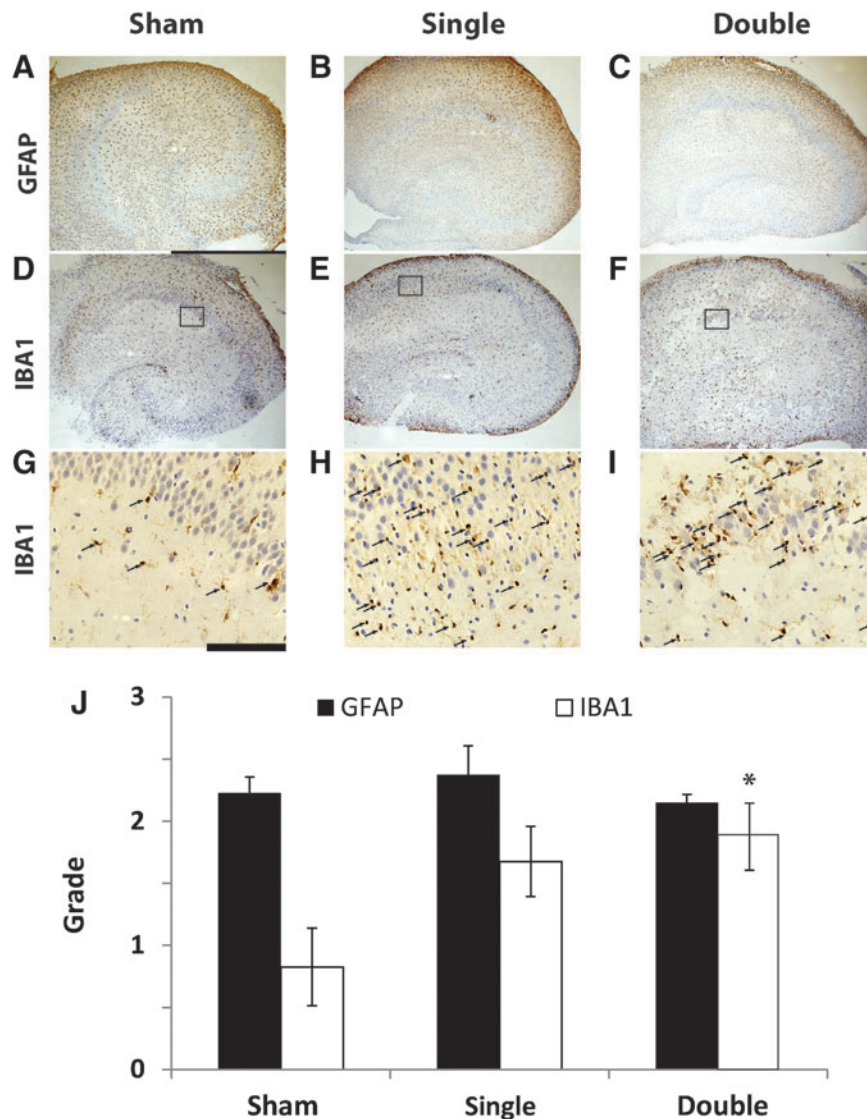 Sham Single Double
A B C
GFAP
D E F
IBA1
G H I
IBA1
J
3
GFAP IBA1
2
*
Grade
1
0
Sham Single Double